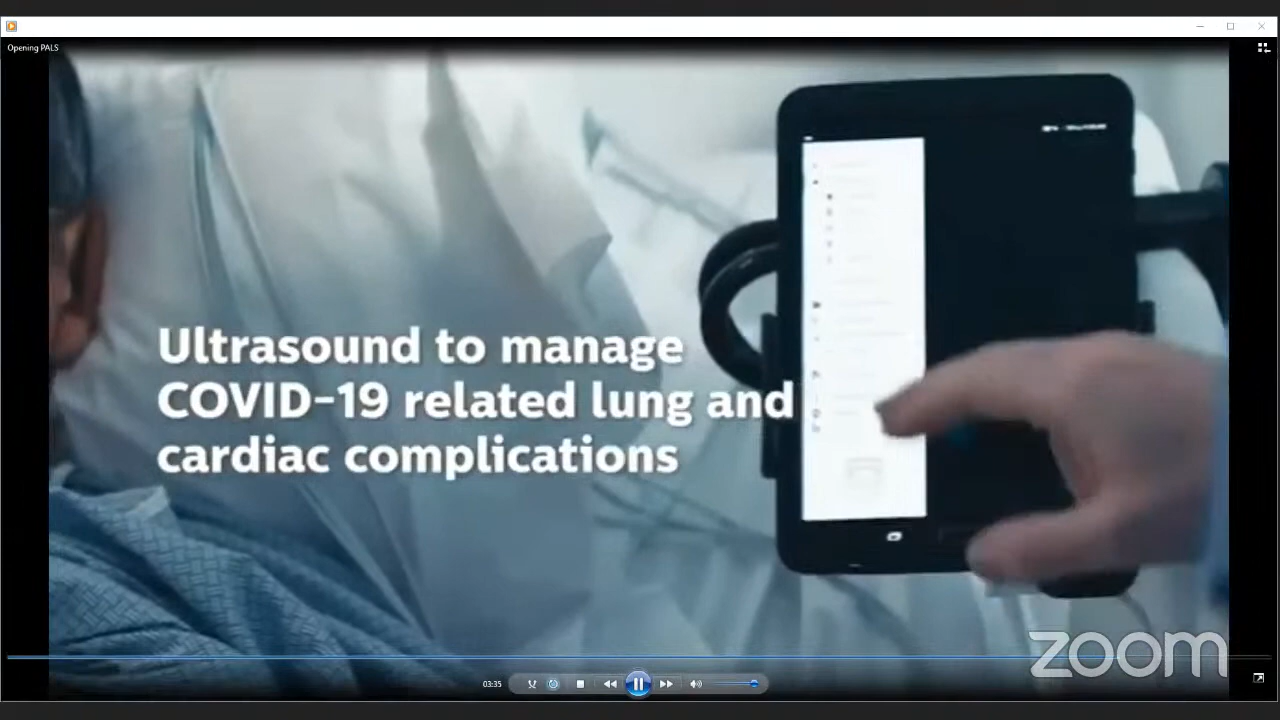 Opening PALS
Ultrasound to manage
COVID-19 related lung and
cardiac complications
03:35
zoom